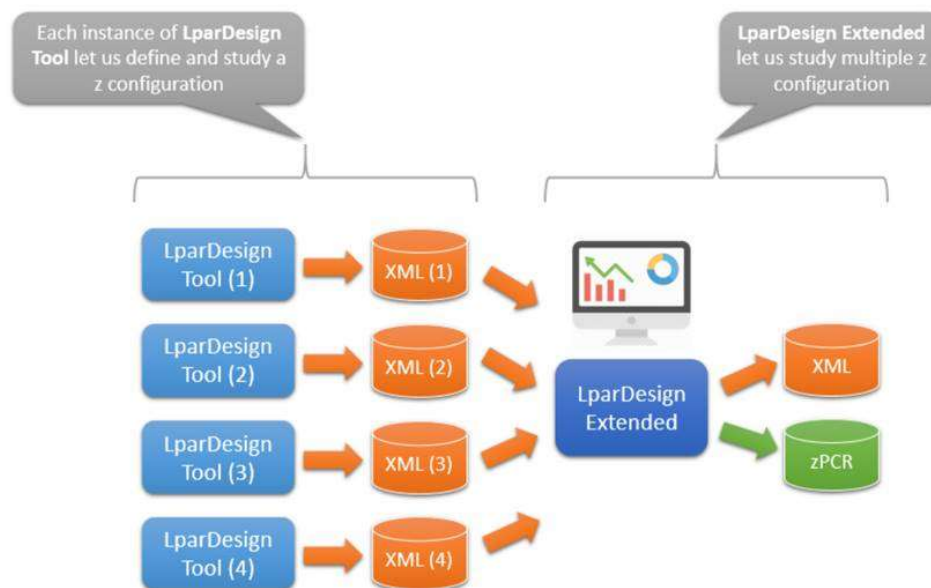 Each instance of LparDesign
Tool let us define and study a
z configuration
LparDesign Extended
let us study multiple z
configuration
LparDesign
Tool (1)
XML (1)
LparDesign
Tool (2)
XML (2)
LparDesign
Extended
XML
LparDesign
Tool (3)
XML (3)
zPCR
LparDesign
Tool (4)
XML (4)